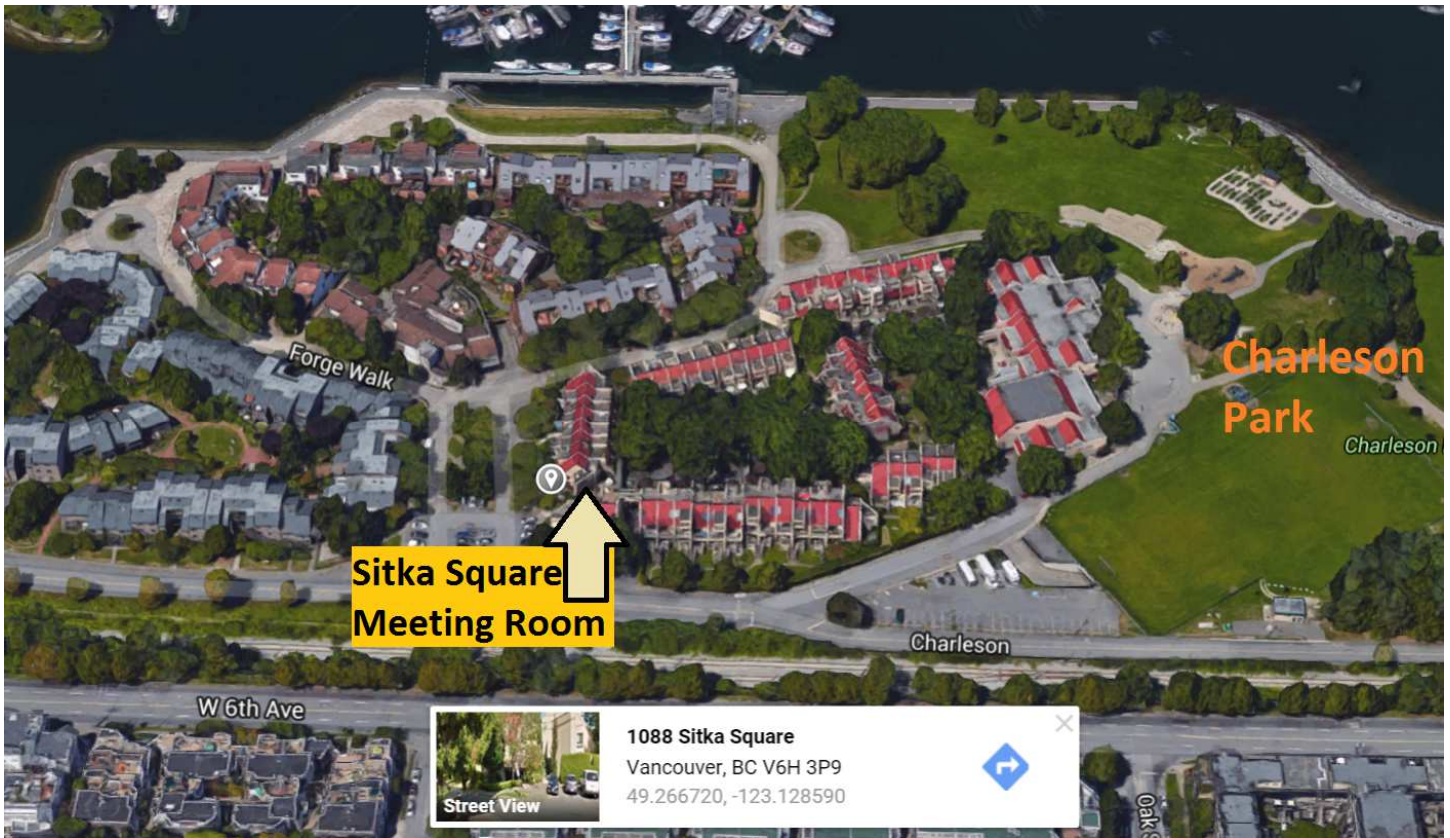 Forge Walk
Charleson
Park
Charleson
Sitka Square
Meeting Room
Charleson
W 6th Ave
1088 Sitka Square
Vancouver, BC V6H 3P9
49.266720, -123.128590
Street View
Oak